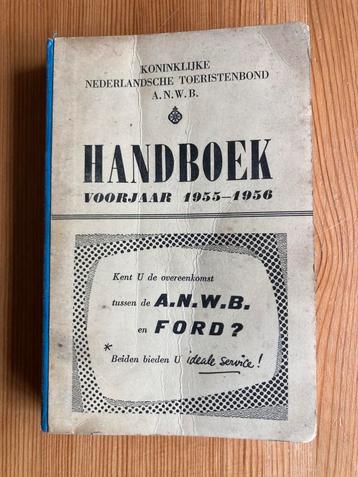 KONINKLIJKE
NEDERLANDSCHE TOERISTENBOND
A.N.W.B.
HANDBOEK
VOORJAAR 1955–1956
Kent U de overeenkomst
tussen de A.N.W.B.
en FORD?
* Beiden bieden U ideale service!